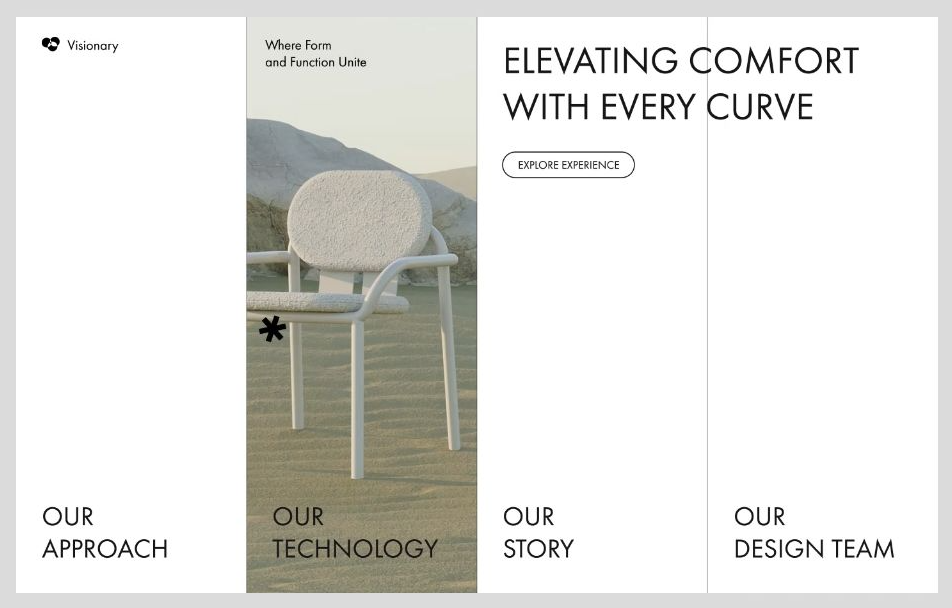 Visionary
Where Form
and Function Unite
ELEVATING COMFORT
WITH EVERY CURVE
EXPLORE EXPERIENCE
OUR
APPROACH
OUR
TECHNOLOGY
OUR
STORY
OUR
DESIGN TEAM